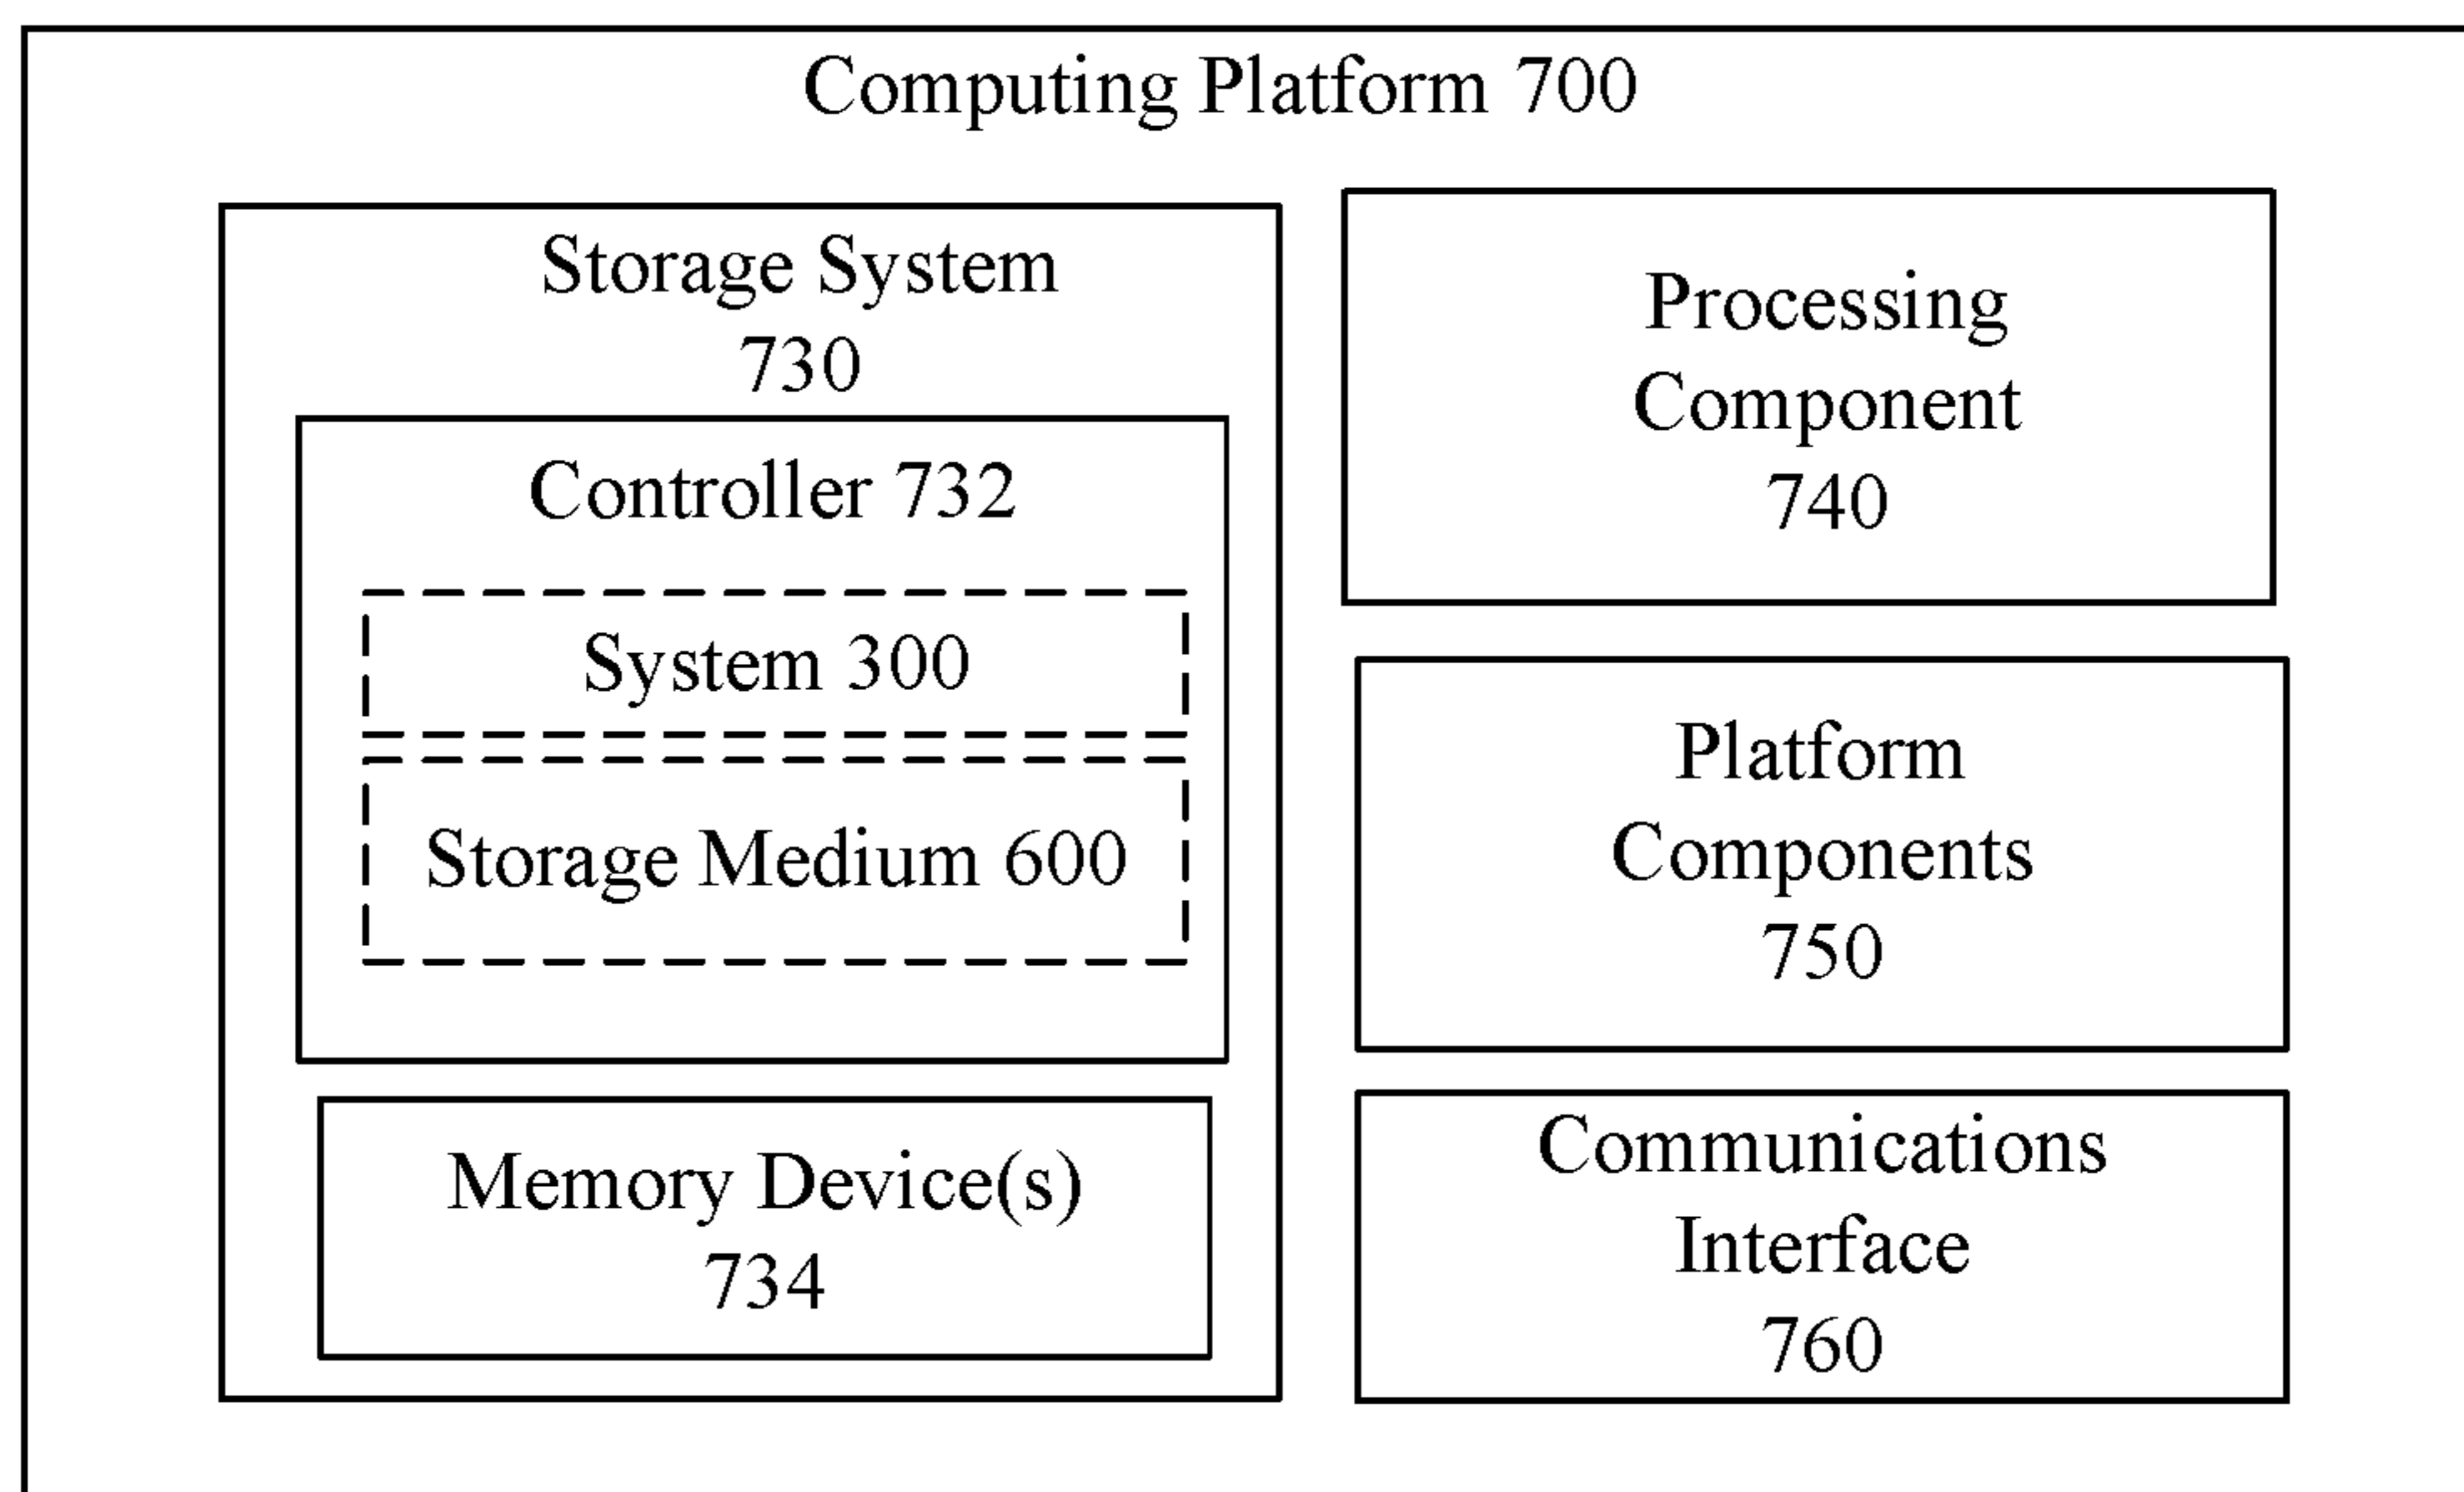 Computing Platform 700
Storage System
730
Controller 732
System 300
Storage Medium 600
Memory Device(s)
734
Processing
Component
740
Platform
Components
750
Communications
Interface
760